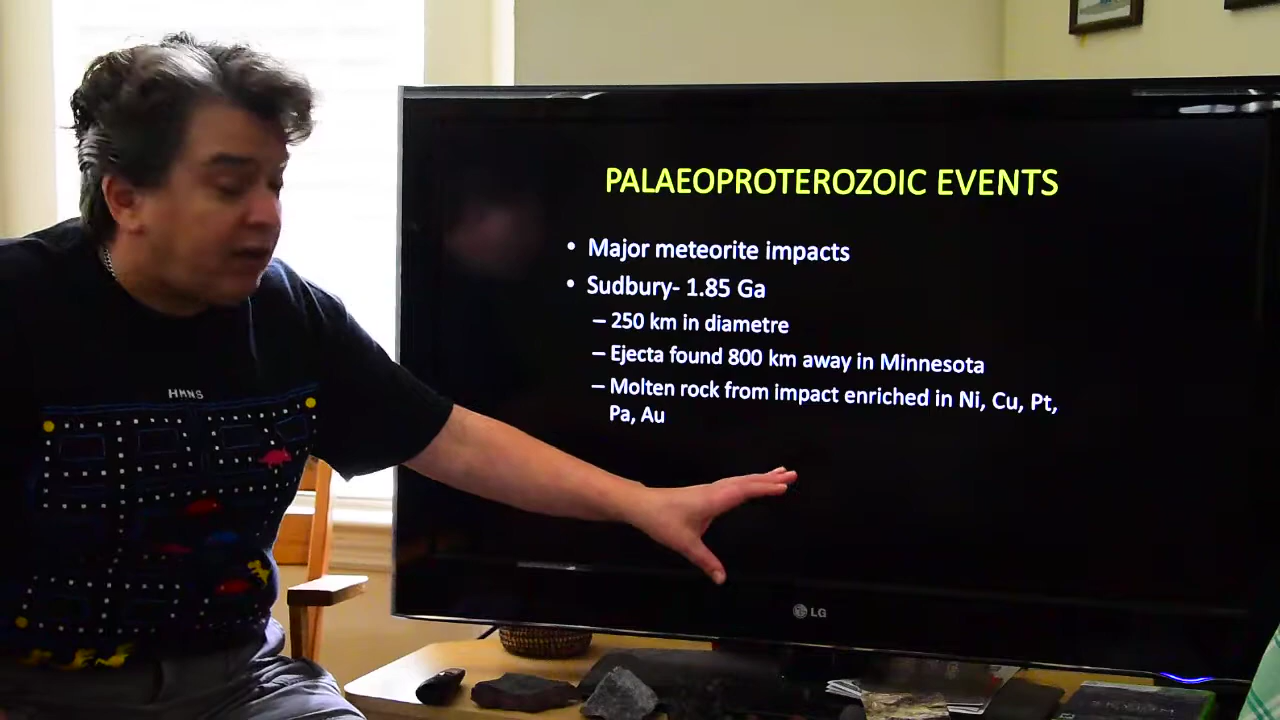 PALAEOPROTEROZOIC EVENTS
• Major meteorite impacts
• Sudbury- 1.85 Ga
– 250 km in diametre
– Ejecta found 800 km away in Minnesota
– Molten rock from impact enriched in Ni, Cu, Pt,
Pa, Au
HMNS
LG